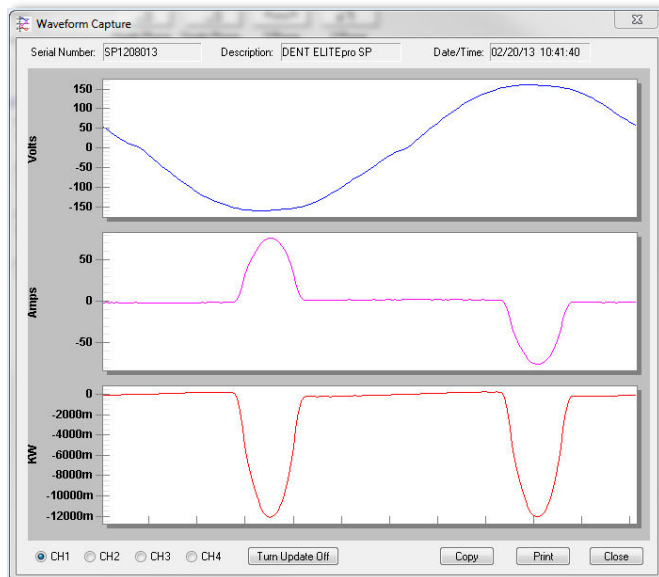 Waveform Capture
Serial Number: SP1208013 Description: DENT ELITEpro SP Date/Time: 02/20/13 10:41:40
Volts
150
100
50
0
-50
-100
-150
Amps
50
0
-50
KW
0
-2000m
-4000m
-6000m
-8000m
-10000m
-12000m
CH1 CH2 CH3 CH4 Turn Update Off Copy Print Close